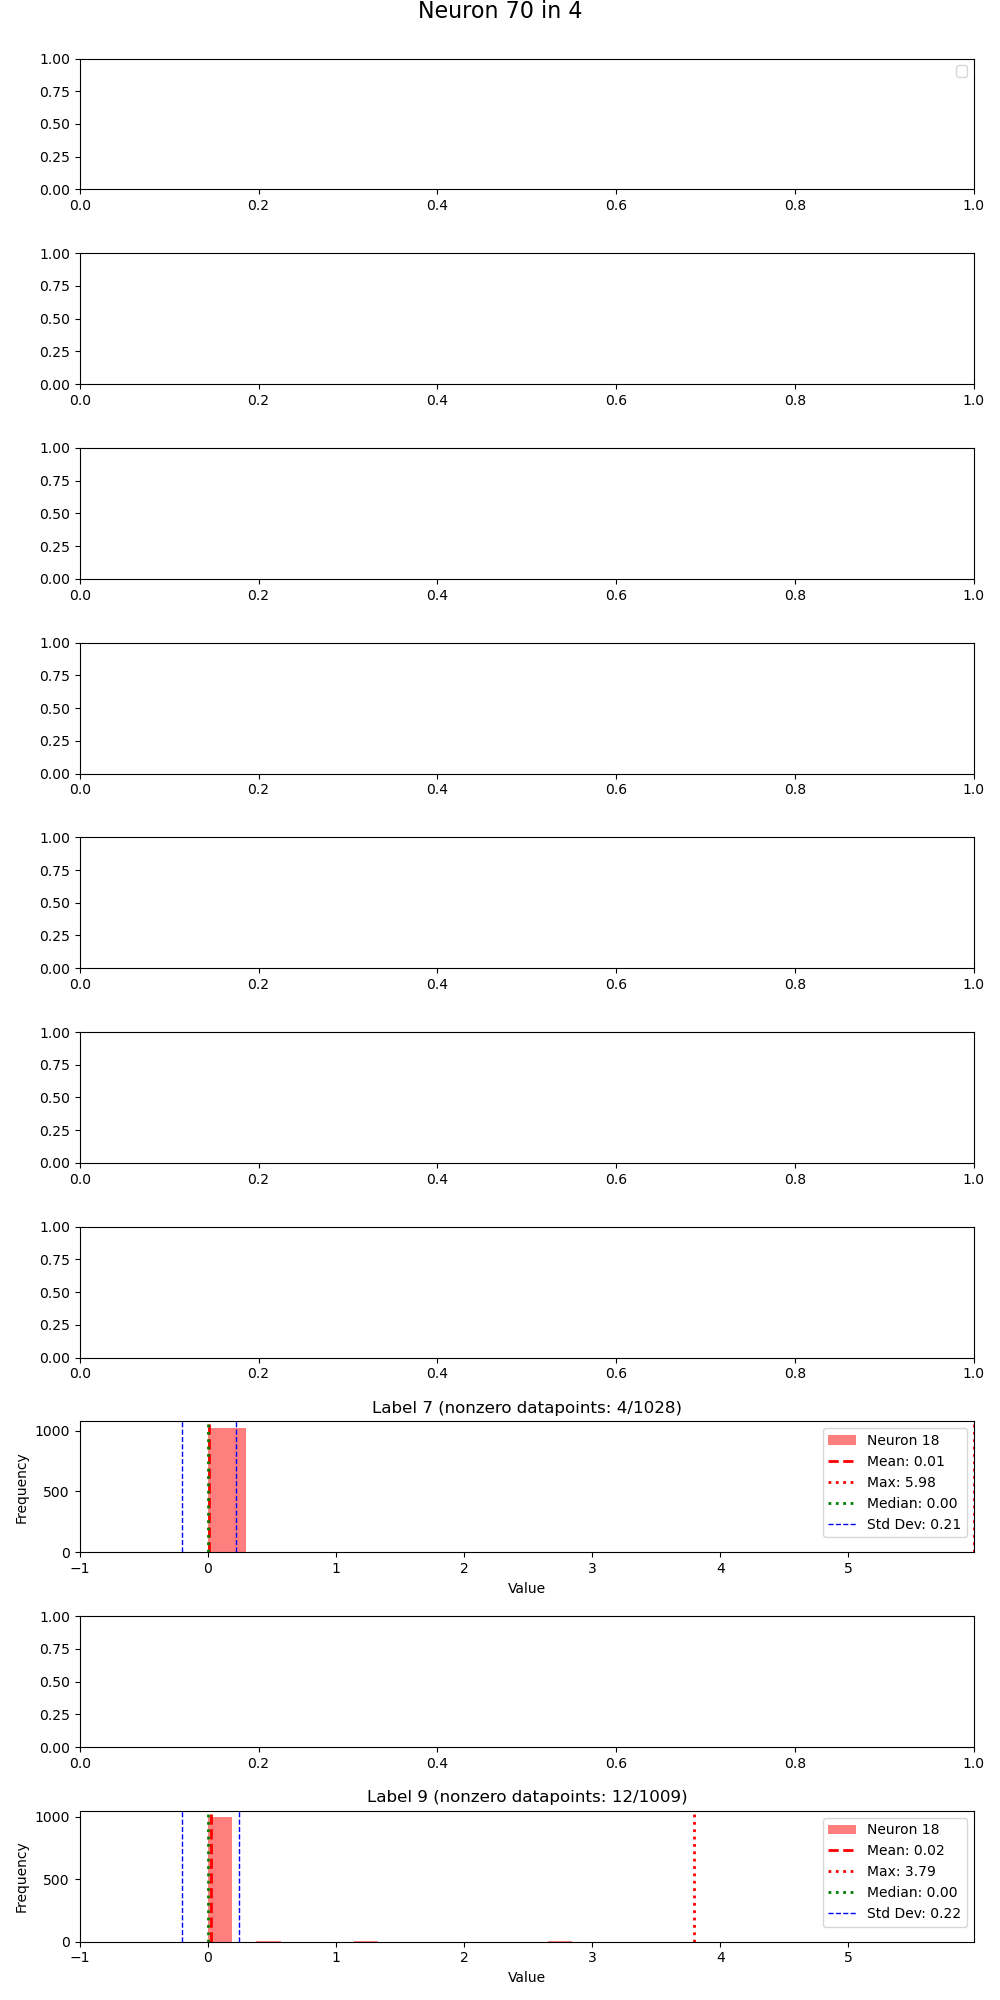 Neuron 70 in 4
1.00
0.75
0.50
0.25
0.00
0.0 0.2 0.4 0.6 0.8 1.0
1.00
0.75
0.50
0.25
0.00
0.0 0.2 0.4 0.6 0.8 1.0
1.00
0.75
0.50
0.25
0.00
0.0 0.2 0.4 0.6 0.8 1.0
1.00
0.75
0.50
0.25
0.00
0.0 0.2 0.4 0.6 0.8 1.0
1.00
0.75
0.50
0.25
0.00
0.0 0.2 0.4 0.6 0.8 1.0
1.00
0.75
0.50
0.25
0.00
0.0 0.2 0.4 0.6 0.8 1.0
1.00
0.75
0.50
0.25
0.00
0.0 0.2 0.4 0.6 0.8 1.0
Label 7 (nonzero datapoints: 4/1028)
Frequency
1000
500
0
Neuron 18
Mean: 0.01
Max: 5.98
Median: 0.00
Std Dev: 0.21
−1 0 1 2 3 4 5
Value
1.00
0.75
0.50
0.25
0.00
0.0 0.2 0.4 0.6 0.8 1.0
Label 9 (nonzero datapoints: 12/1009)
Frequency
1000
500
0
Neuron 18
Mean: 0.02
Max: 3.79
Median: 0.00
Std Dev: 0.22
−1 0 1 2 3 4 5
Value